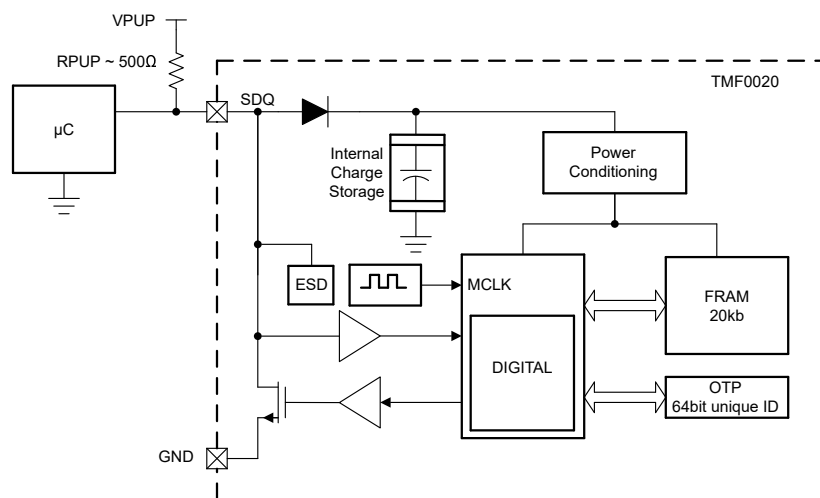 VPUP
RPUP ~ 500Ω
TMF0020
SDQ
µC
Internal
Charge
Storage
Power
Conditioning
ESD
MCLK
FRAM
20kb
DIGITAL
OTP
64bit unique ID
GND